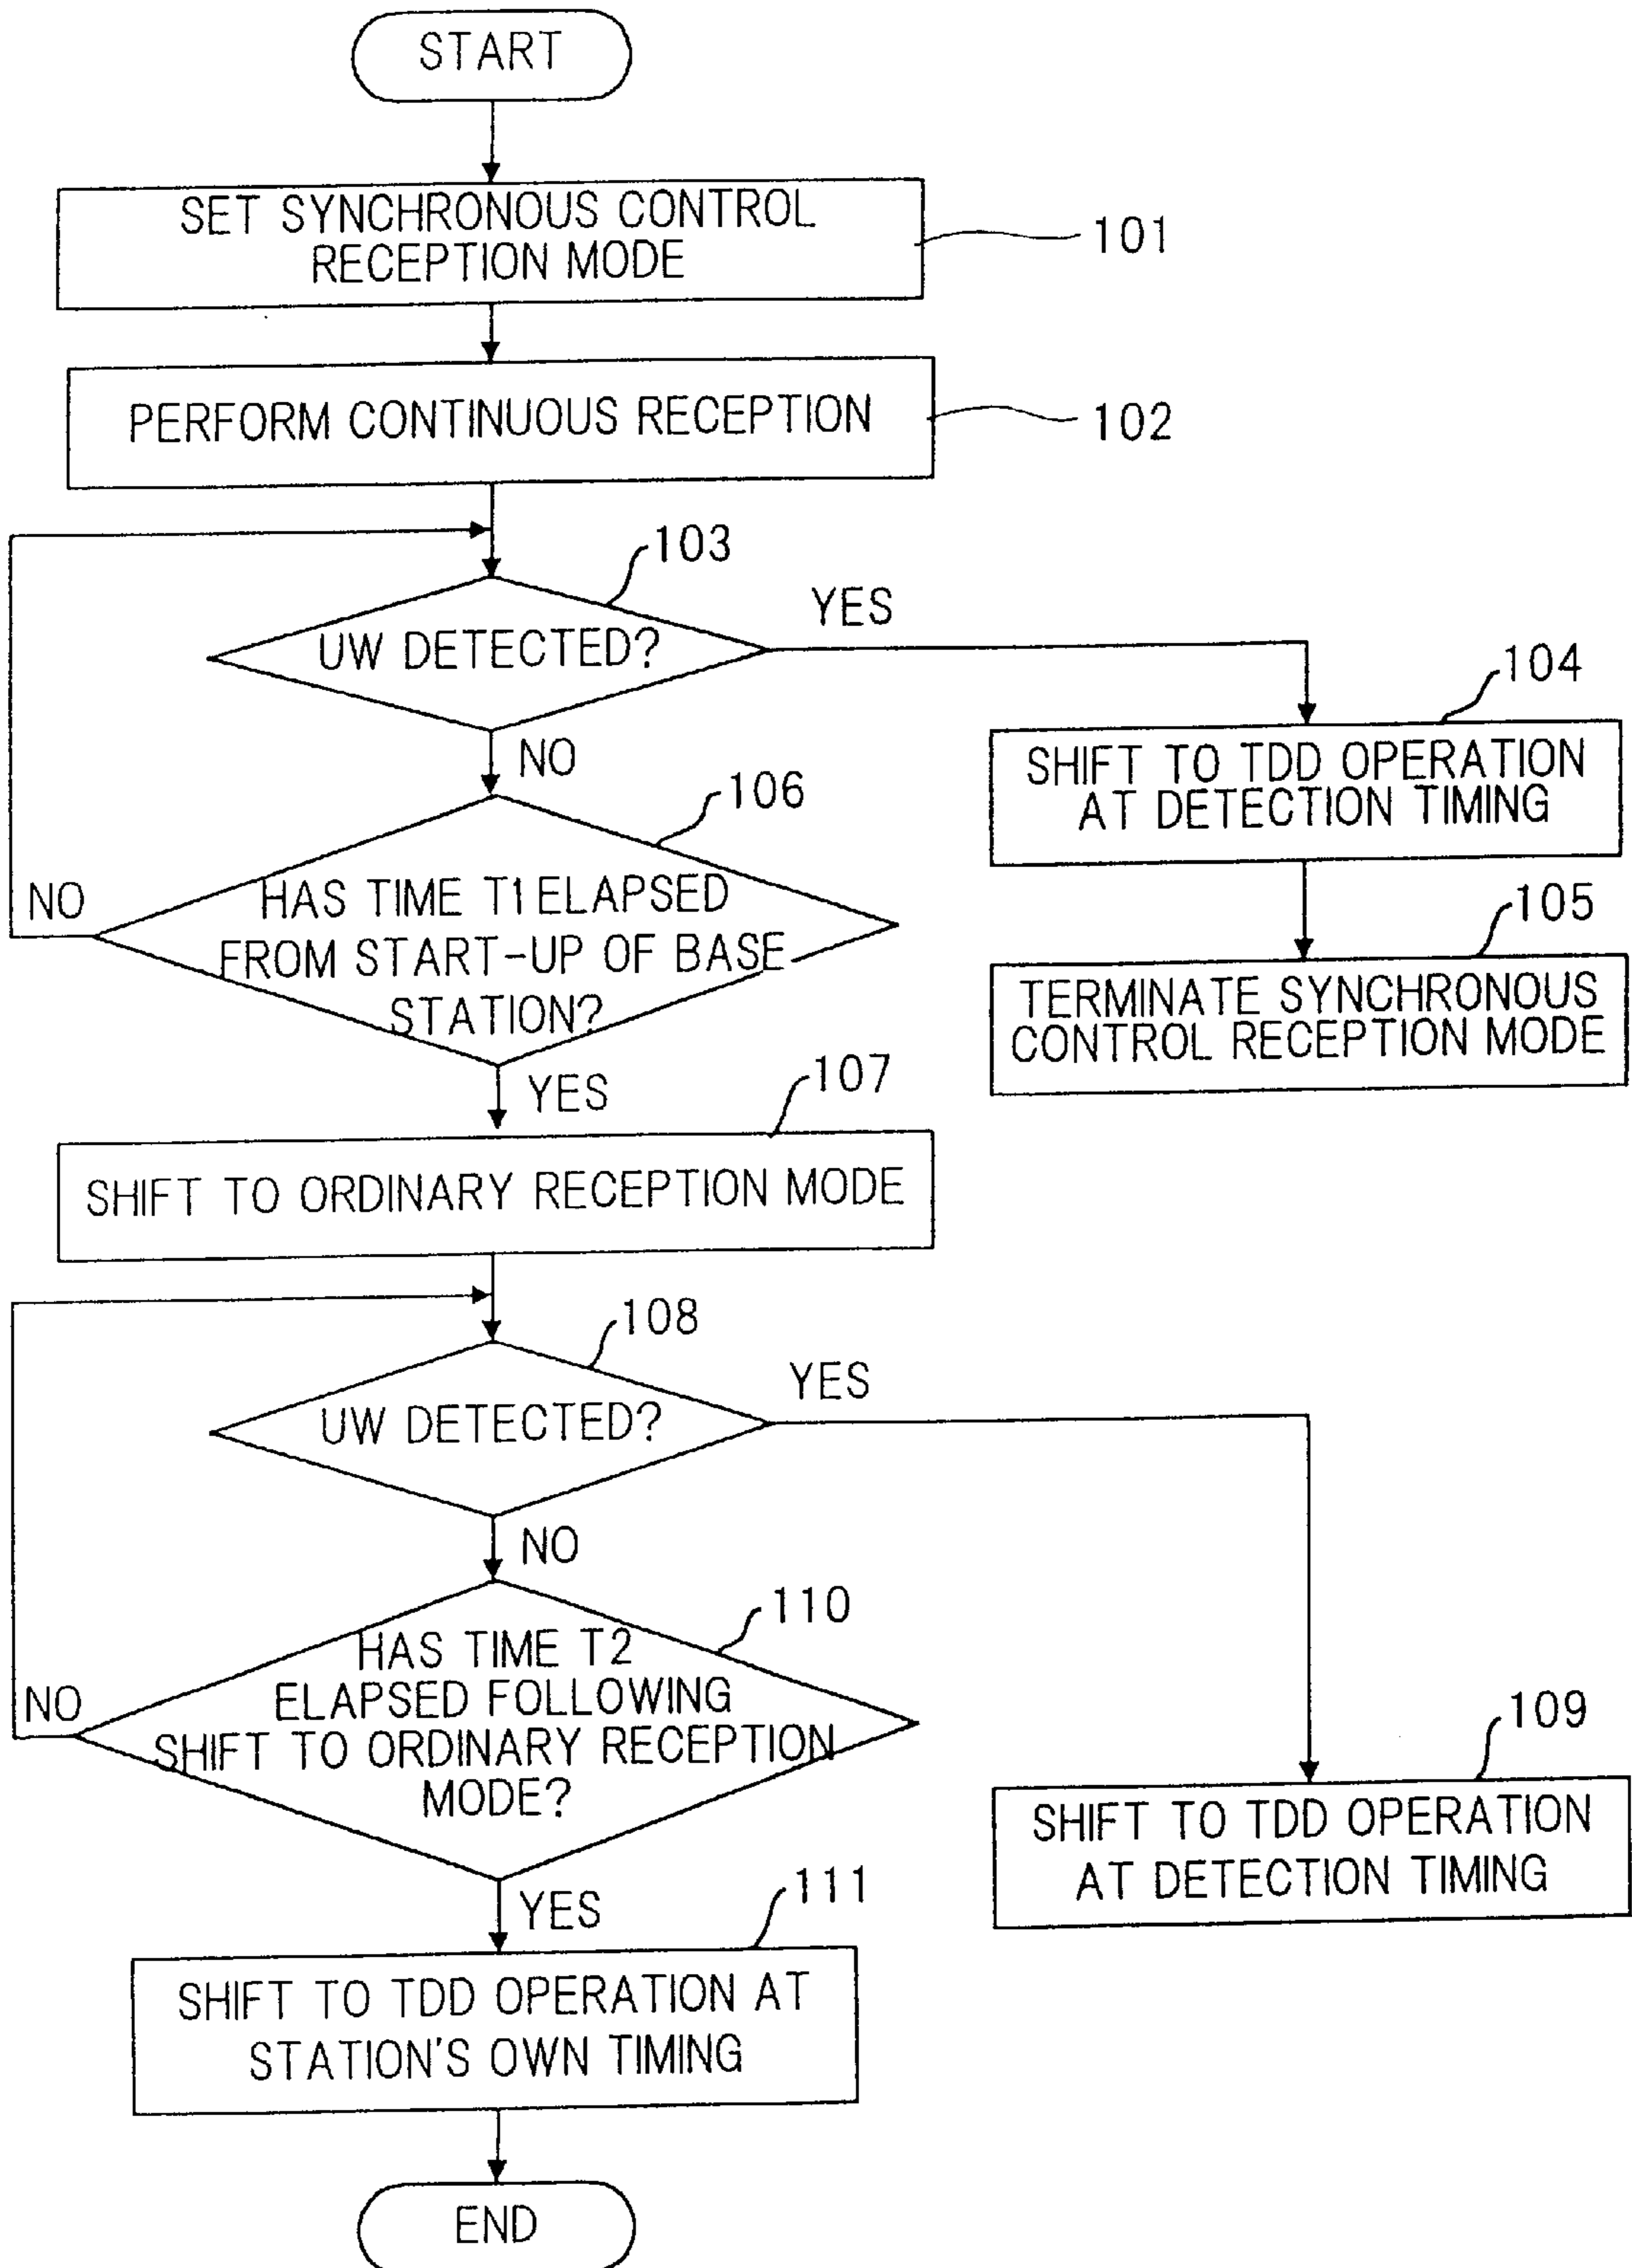 START
SET SYNCHRONOUS CONTROL
RECEPTION MODE
101
PERFORM CONTINUOUS RECEPTION
102
103
UW DETECTED?
YES
NO
104
SHIFT TO TDD OPERATION
AT DETECTION TIMING
105
TERMINATE SYNCHRONOUS
CONTROL RECEPTION MODE
106
HAS TIME T1 ELAPSED
FROM START-UP OF BASE
STATION?
NO
YES
107
SHIFT TO ORDINARY RECEPTION MODE
108
UW DETECTED?
YES
NO
109
SHIFT TO TDD OPERATION
AT DETECTION TIMING
110
HAS TIME T2
ELAPSED FOLLOWING
SHIFT TO ORDINARY RECEPTION
MODE?
NO
YES
111
SHIFT TO TDD OPERATION AT
STATION'S OWN TIMING
END